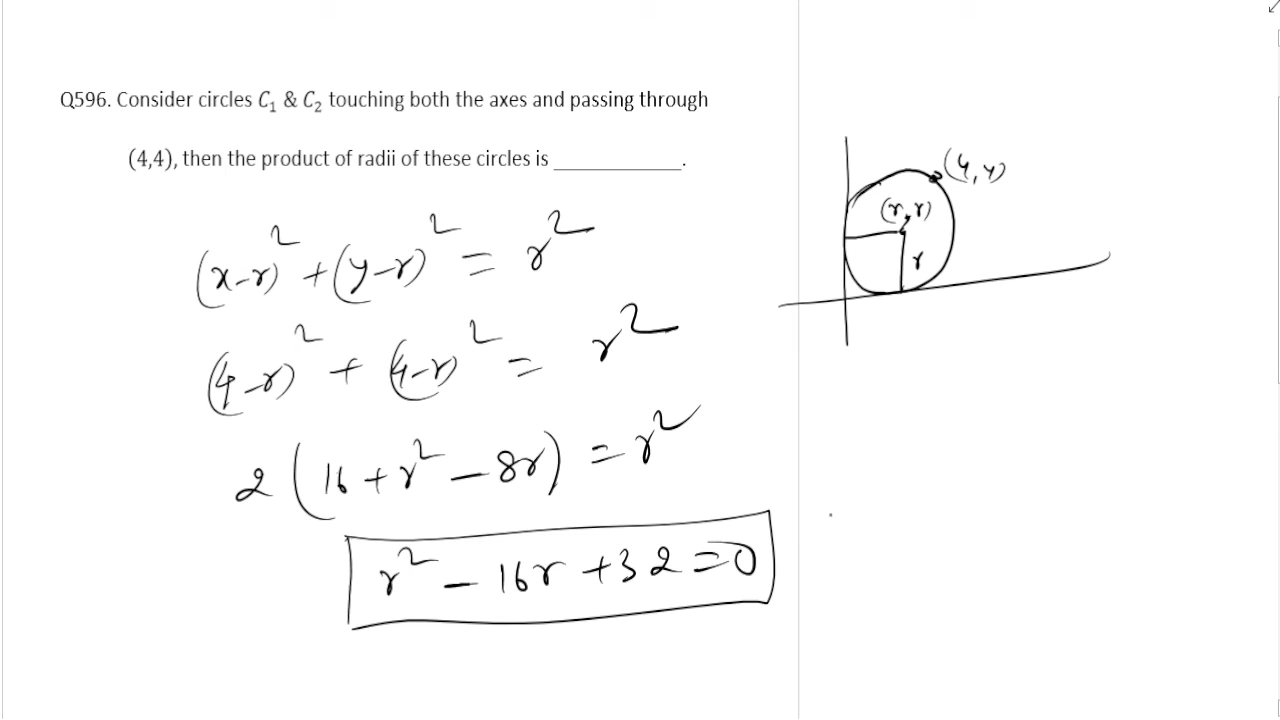 Q596. Consider circles C₁ & C₂ touching both the axes and passing through
(4,4), then the product of radii of these circles is ____________.
(x-r)² + (y-r)² = r²
(4-r)² + (4-r)² = r²
2 (16 + r² - 8r) = r²
r² - 16r + 32 = 0
(4,4)
(r,r)
r